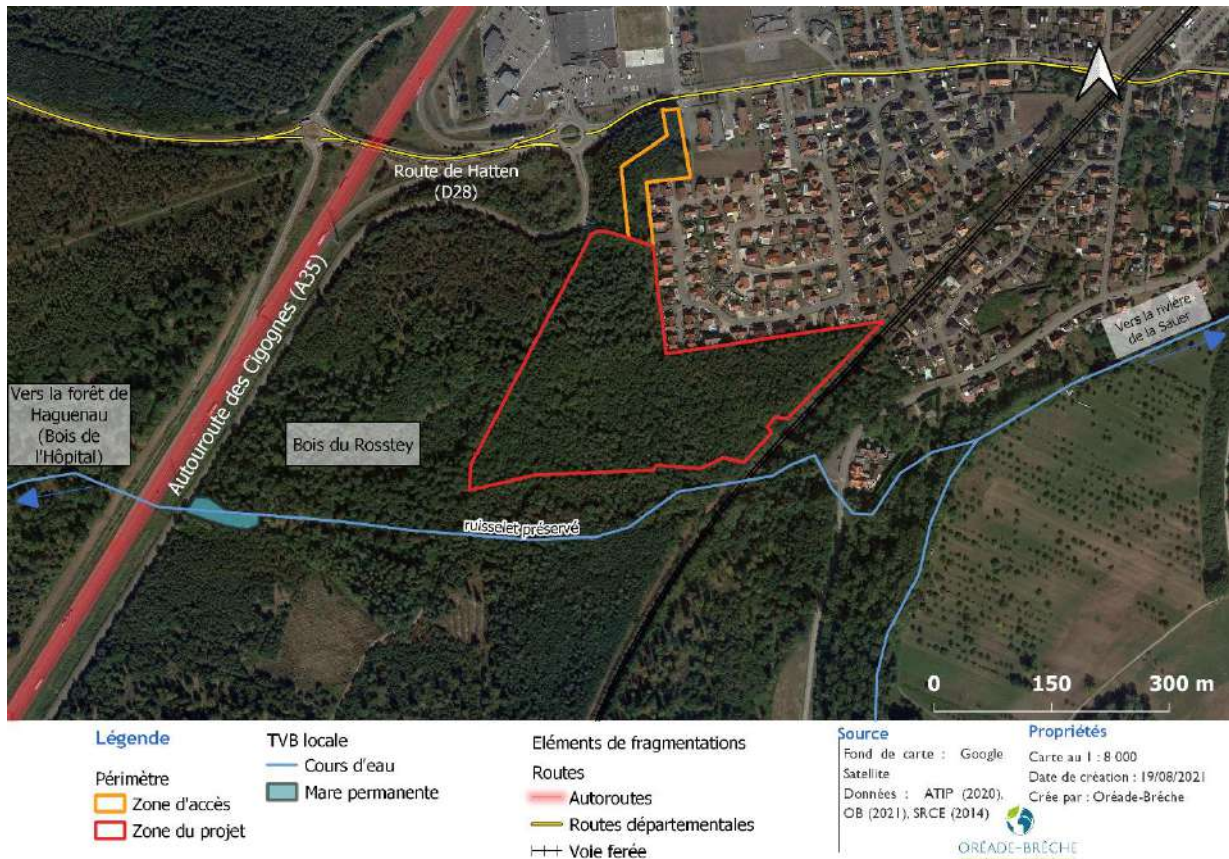 Route de Hatten
(D28)
Autouroute des Cigognes (A35)
Vers la rivière
de la Sauer
Vers la forêt de
Haguenau
(Bois de
l'Hôpital)
Bois du Rosstey
ruisselet préservé
0 150 300 m
Légende
Périmètre
Zone d'accès
Zone du projet
TVB locale
Cours d'eau
Mare permanente
Eléments de fragmentations
Routes
Autoroutes
Routes départementales
Voie ferée
Source
Fond de carte : Google
Satellite
Données : ATIP (2020),
OB (2021), SRCE (2014)
Propriétés
Carte au 1 : 8 000
Date de création : 19/08/2021
Crée par : Oréade-Brèche
ORÉADE-BRÈCHE